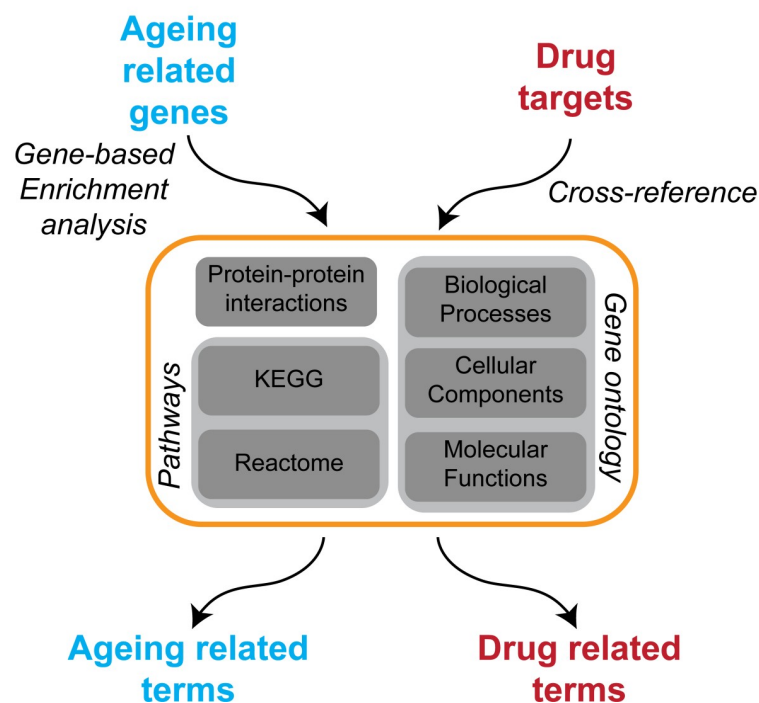 Ageing
related
genes
Drug
targets
Gene-based
Enrichment
analysis
Cross-reference
Protein-protein
interactions
KEGG
Reactome
Pathways
Biological
Processes
Cellular
Components
Molecular
Functions
Gene ontology
Ageing related
terms
Drug related
terms